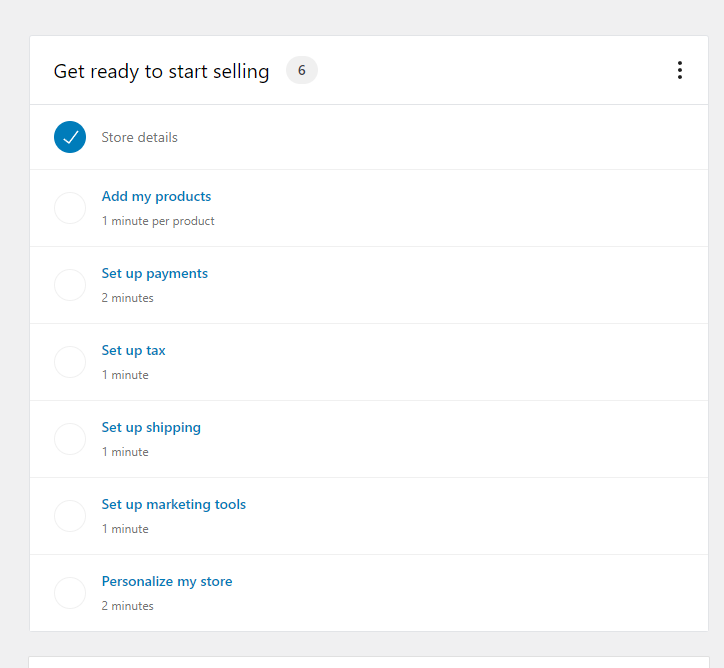 Get ready to start selling 6
Store details
Add my products
1 minute per product
Set up payments
2 minutes
Set up tax
1 minute
Set up shipping
1 minute
Set up marketing tools
1 minute
Personalize my store
2 minutes